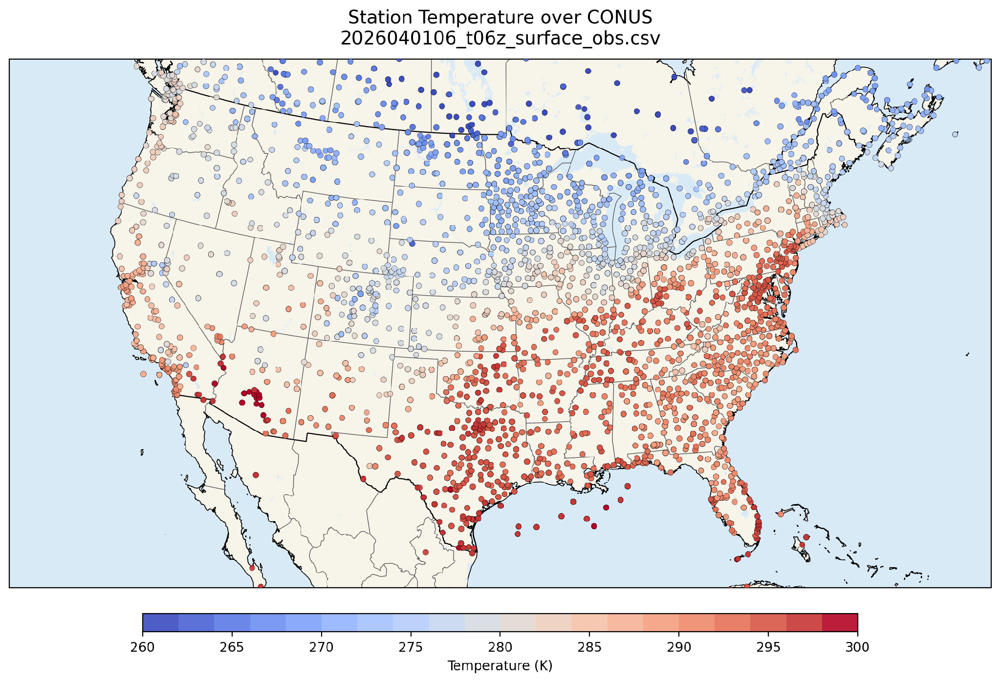 Station Temperature over CONUS
2026040106_t06z_surface_obs.csv
260 265 270 275 280 285 290 295 300
Temperature (K)